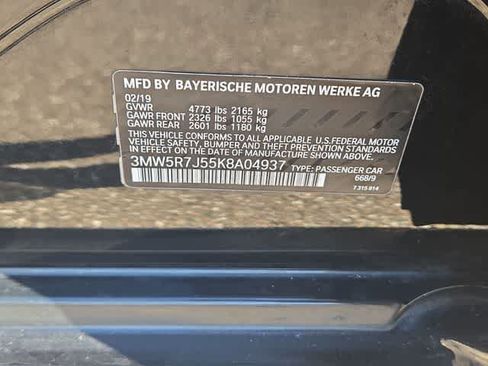 MFD BY BAYERISCHE MOTOREN WERKE AG
02/19
GVWR 4773 lbs 2165 kg
GAWR FRONT 2326 lbs 1055 kg
GAWR REAR 2601 lbs 1180 kg
THIS VEHICLE CONFORMS TO ALL APPLICABLE U.S.FEDERAL MOTOR
VEHICLE SAFETY, BUMPER, AND THEFT PREVENTION STANDARDS
IN EFFECT ON THE DATE OF MANUFACTURE SHOWN ABOVE.
3MW5R7J55K8A04937 TYPE: PASSENGER CAR
668/9
7 315 814